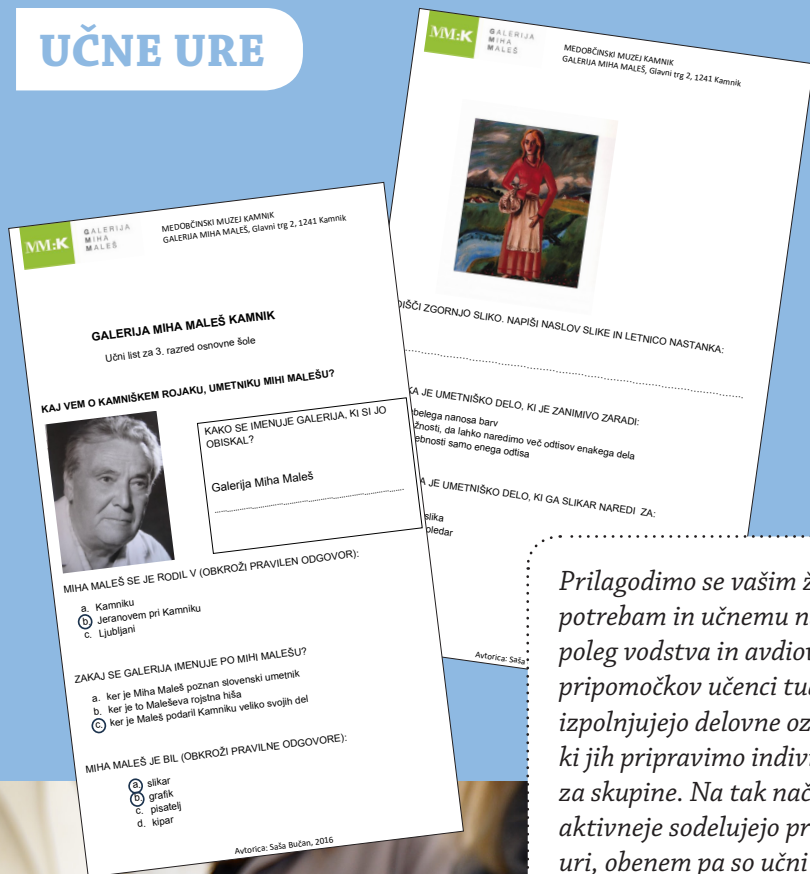 UČNE URE
MM:K
GALERIJA
MIHA
MALEŠ
MEDOBČINSKI MUZEJ KAMNIK
GALERIJA MIHA MALEŠ, Glavni trg 2, 1241 Kamnik
GALERIJA MIHA MALEŠ KAMNIK
Učni list za 3. razred osnovne šole
KAJ VEM O KAMNIŠKEM ROJAKU, UMETNIKU MIHI MALEŠU?
KAKO SE IMENUJE GALERIJA, KI SI JO
OBISKAL?
Galerija Miha Maleš
MIHA MALEŠ SE JE RODIL V (OBKROŽI PRAVILEN ODGOVOR):
a. Kamniku
b. Jeranovem pri Kamniku
c. Ljubljani
ZAKAJ SE GALERIJA IMENUJE PO MIHI MALEŠU?
a. ker je Miha Maleš poznan slovenski umetnik
b. ker je to Maleševa rojstna hiša
c. ker je Maleš podaril Kamniku veliko svojih del
MIHA MALEŠ JE BIL (OBKROŽI PRAVILNE ODGOVORE):
a. slikar
b. grafik
c. pisatelj
d. kipar
Avtorica: Saša Bučan, 2016
MM:K
GALERIJA
MIHA
MALEŠ
MEDOBČINSKI MUZEJ KAMNIK
GALERIJA MIHA MALEŠ, Glavni trg 2, 1241 Kamnik
IŠČI ZGORNJO SLIKO. NAPIŠI NASLOV SLIKE IN LETNICO NASTANKA:
KA JE UMETNIŠKO DELO, KI JE ZANIMIVO ZARADI:
belega nanosa barv
žnosti, da lahko naredimo več odtisov enakega dela
ebnosti samo enega odtisa
A JE UMETNIŠKO DELO, KI GA SLIKAR NAREDI ZA:
slika
oledar
Avtorica: Saša
Prilagodimo se vašim ž
potrebam in učnemu n
poleg vodstva in avdiov
pripomočkov učenci tu
izpolnjujejo delovne oz
ki jih pripravimo indiv
za skupine. Na tak nač
aktivneje sodelujejo pr
uri, obenem pa so učni